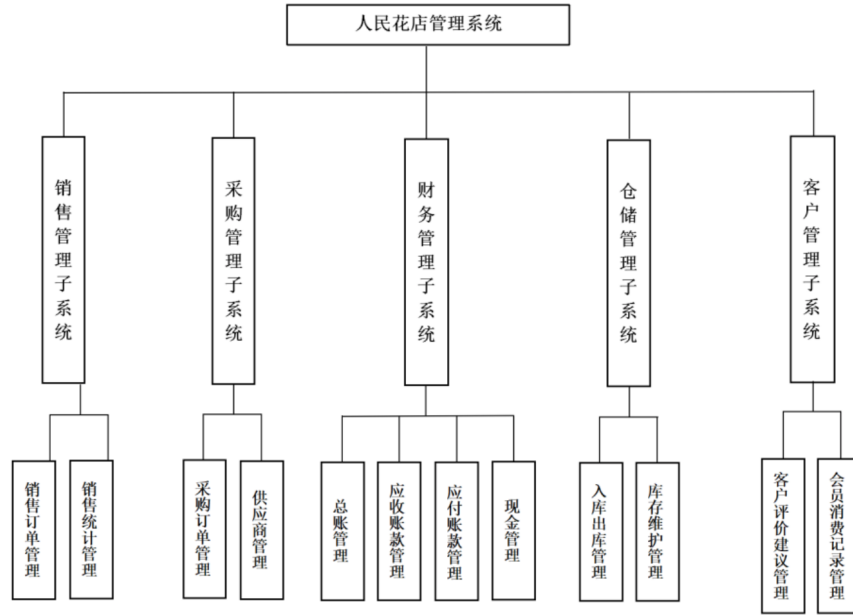 人民花店管理系统
销售管理子系统
采购管理子系统
财务管理子系统
仓储管理子系统
客户管理子系统
销售订单管理
销售统计管理
采购订单管理
供应商管理
总账管理
应收账款管理
应付账款管理
现金管理
入库出库管理
库存维护管理
客户评价建议管理
会员消费记录管理